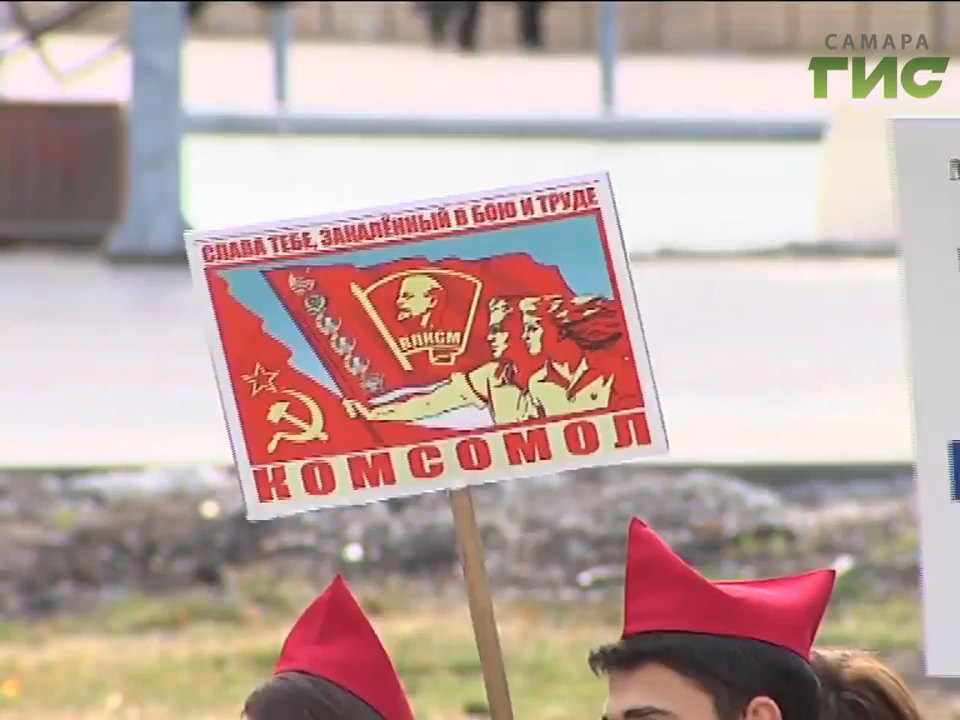 САМАРА
ГИС
СЛАВА ТЕБЕ, ЗАКАЛЁННЫЙ В БОЮ И ТРУДЕ
ВЛКСМ
КОМСОМОЛ